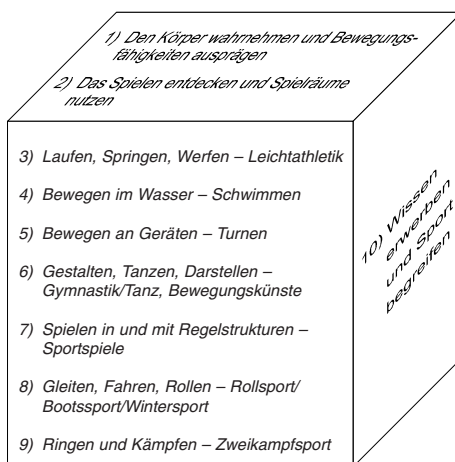 1) Den Körper wahrnehmen und Bewegungs-
fähigkeiten ausprägen
2) Das Spielen entdecken und Spielräume
nutzen
3) Laufen, Springen, Werfen – Leichtathletik
4) Bewegen im Wasser – Schwimmen
5) Bewegen an Geräten – Turnen
6) Gestalten, Tanzen, Darstellen –
Gymnastik/Tanz, Bewegungskünste
7) Spielen in und mit Regelstrukturen –
Sportspiele
8) Gleiten, Fahren, Rollen – Rollsport/
Bootssport/Wintersport
9) Ringen und Kämpfen – Zweikampfsport
10) Wissen
erwerben
und Sport
begreifen